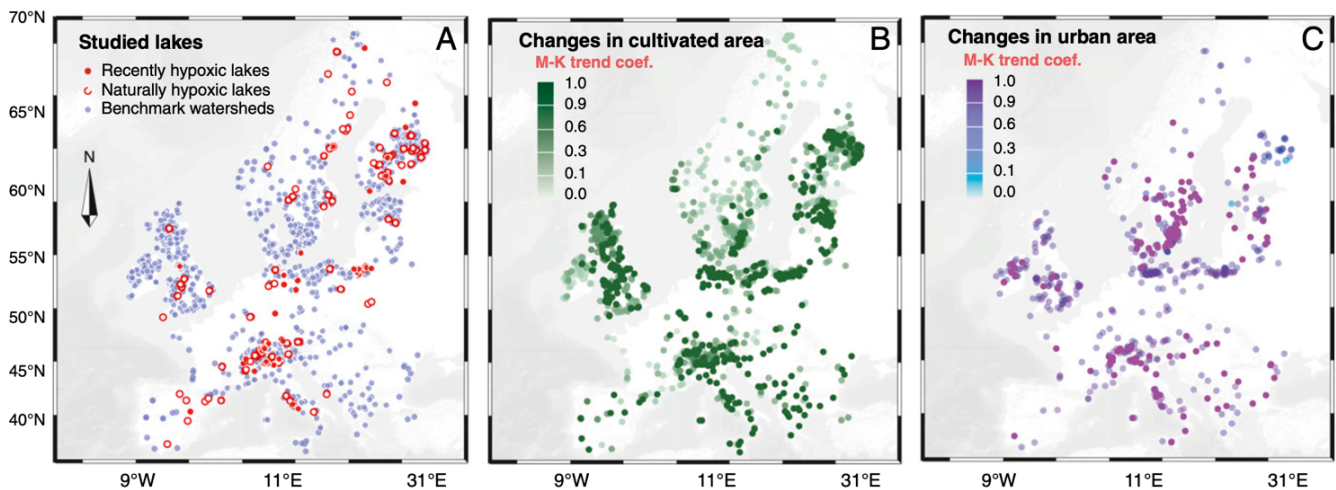 70°N
65°N
60°N
55°N
50°N
45°N
40°N
Studied lakes
A
Recently hypoxic lakes
Naturally hypoxic lakes
Benchmark watersheds
N
9°W 11°E 31°E
Changes in cultivated area
B
M-K trend coef.
1.0
0.9
0.6
0.3
0.1
0.0
9°W 11°E 31°E
Changes in urban area
C
M-K trend coef.
1.0
0.9
0.6
0.3
0.1
0.0
9°W 11°E 31°E